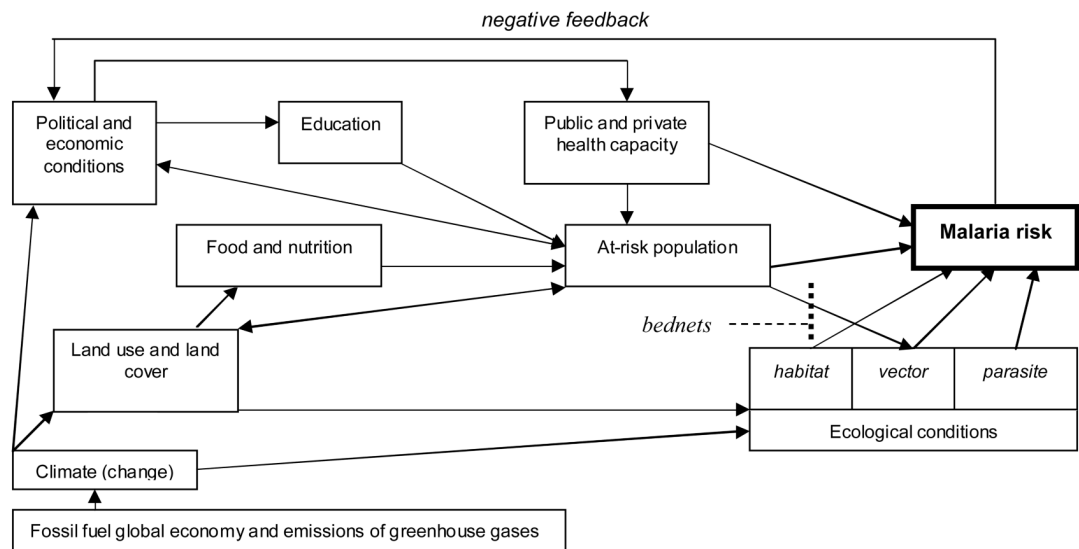 negative feedback
Political and
economic
conditions
Education
Public and private
health capacity
Food and nutrition
At-risk population
Malaria risk
bednets
Land use and land
cover
habitat
vector
parasite
Ecological conditions
Climate (change)
Fossil fuel global economy and emissions of greenhouse gases